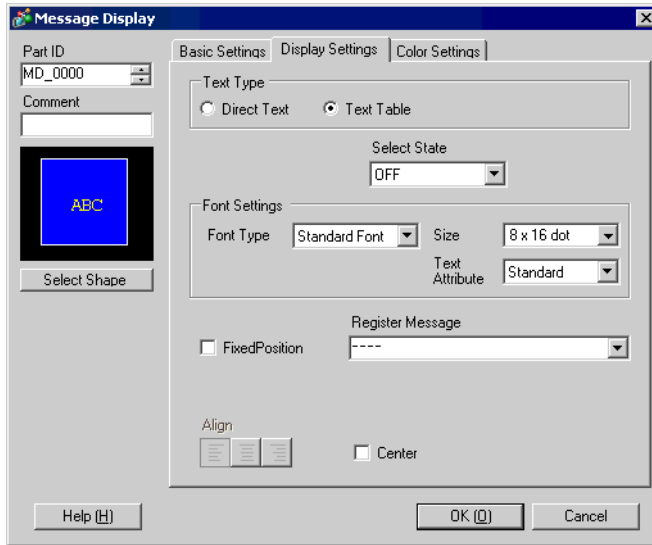 Message Display
Part ID
MD_0000
Comment
ABC
Select Shape
Basic Settings
Display Settings
Color Settings
Text Type
Direct Text
Text Table
Select State
OFF
Font Settings
Font Type
Standard Font
Size
8 x 16 dot
Text
Attribute
Standard
Register Message
FixedPosition
----
Align
Center
Help (H)
OK (O)
Cancel